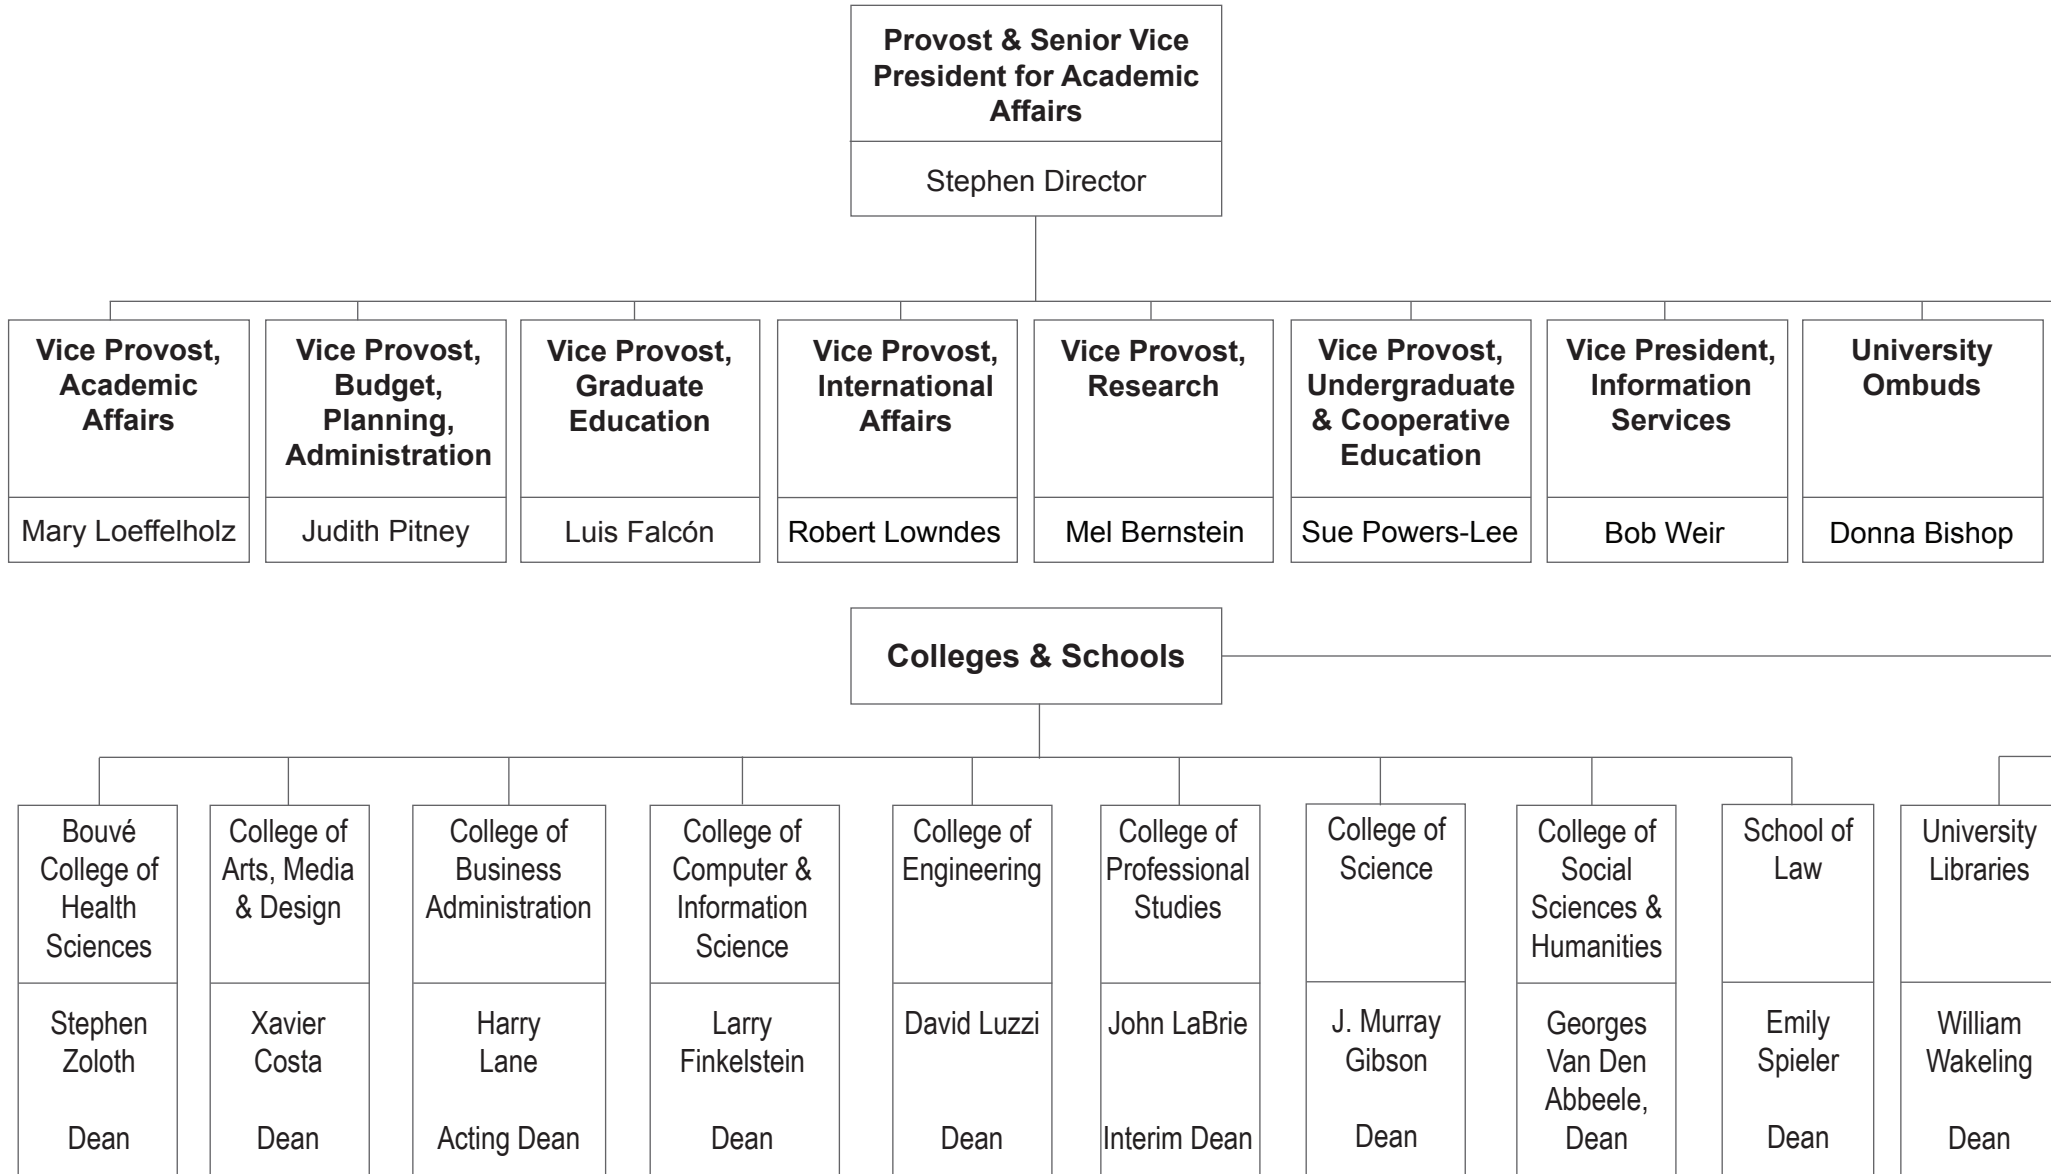 Provost & Senior Vice
President for Academic
Affairs
Stephen Director
Vice Provost,
Academic
Affairs
Mary Loeffelholz
Vice Provost,
Budget,
Planning,
Administration
Judith Pitney
Vice Provost,
Graduate
Education
Luis Falcón
Vice Provost,
International
Affairs
Robert Lowndes
Vice Provost,
Research
Mel Bernstein
Vice Provost,
Undergraduate
& Cooperative
Education
Sue Powers-Lee
Vice President,
Information
Services
Bob Weir
University
Ombuds
Donna Bishop
Colleges & Schools
Bouvé
College of
Health
Sciences
Stephen
Zoloth
Dean
College of
Arts, Media
& Design
Xavier
Costa
Dean
College of
Business
Administration
Harry
Lane
Acting Dean
College of
Computer &
Information
Science
Larry
Finkelstein
Dean
College of
Engineering
David Luzzi
Dean
College of
Professional
Studies
John LaBrie
Interim Dean
College of
Science
J. Murray
Gibson
Dean
College of
Social
Sciences &
Humanities
Georges
Van Den
Abbeele,
Dean
School of
Law
Emily
Spieler
Dean
University
Libraries
William
Wakeling
Dean